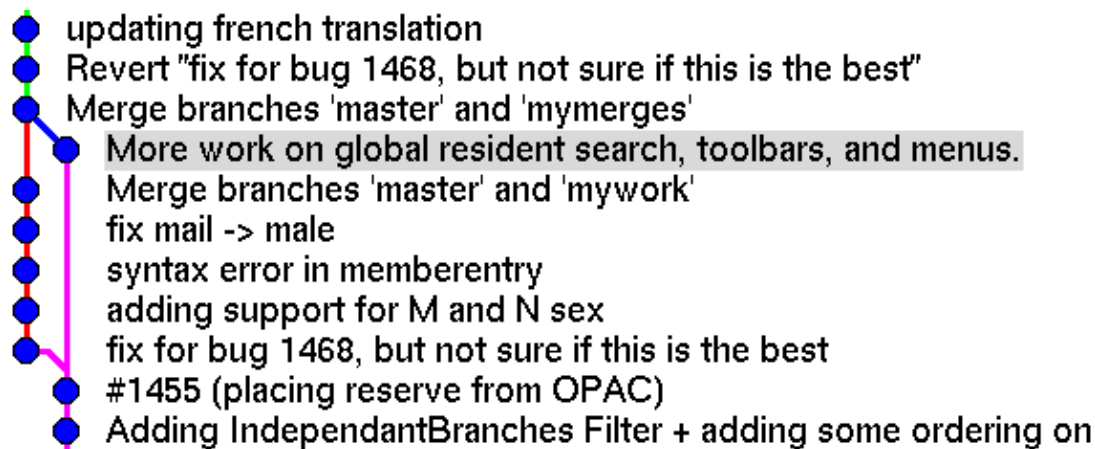 updating french translation
Revert "fix for bug 1468, but not sure if this is the best"
Merge branches 'master' and 'mymerges'
More work on global resident search, toolbars, and menus.
Merge branches 'master' and 'mywork'
fix mail -> male
syntax error in memberentry
adding support for M and N sex
fix for bug 1468, but not sure if this is the best
#1455 (placing reserve from OPAC)
Adding IndependantBranches Filter + adding some ordering on